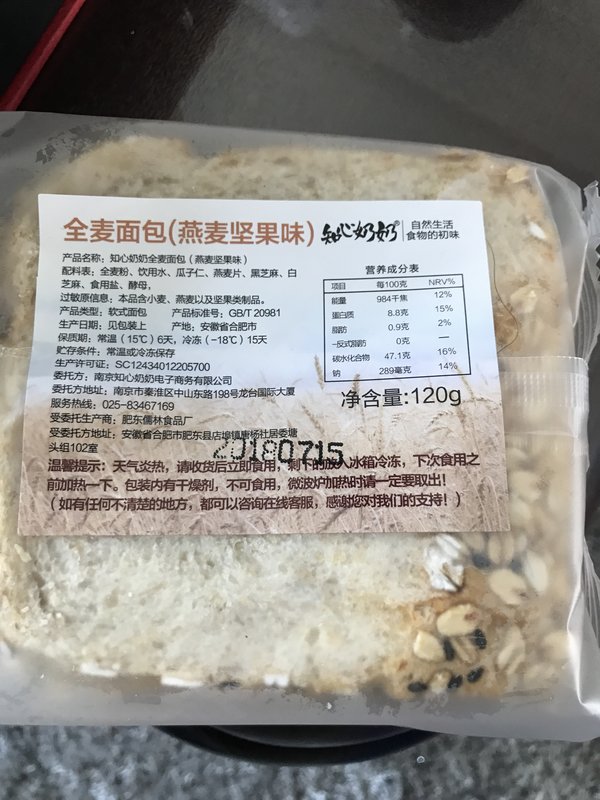 全麦面包(燕麦坚果味)
知心奶奶® 自然生活
食物的初味
产品名称：知心奶奶全麦面包（燕麦坚果味）
配料表：全麦粉、饮用水、瓜子仁、燕麦片、黑芝麻、白
芝麻、食用盐、酵母，
过敏原信息：本品含小麦、燕麦以及坚果类制品。
产品类型：软式面包 产品标准号：GB/T 20981
生产日期：见包装上 产地：安徽省合肥市
保质期：常温（15℃）6天，冷冻（-18℃）15天
贮存条件：常温或冷冻保存
生产许可证：SC12434012205700
委托方：南京知心奶奶电子商务有限公司
委托方地址：南京市秦淮区中山东路198号龙台国际大厦
服务热线：025-83467169
受委托生产商：肥东儒林食品厂
受委托方地址：安徽省合肥市肥东县店埠镇唐杨社居委塘
头组102室
营养成分表
项目 每100克 NRV%
能量 984千焦 12%
蛋白质 8.8克 15%
脂肪 0.9克 2%
-反式脂肪 0克 —
碳水化合物 47.1克 16%
钠 289毫克 14%
净含量:120g
20180715
温馨提示：天气炎热，请收货后立即食用，剩下的放入冰箱冷冻，下次食用之
前加热一下。包装内有干燥剂，不可食用，微波炉加热时请一定要取出！
（如有任何不清楚的地方，都可以咨询在线客服，感谢您对我们的支持！）